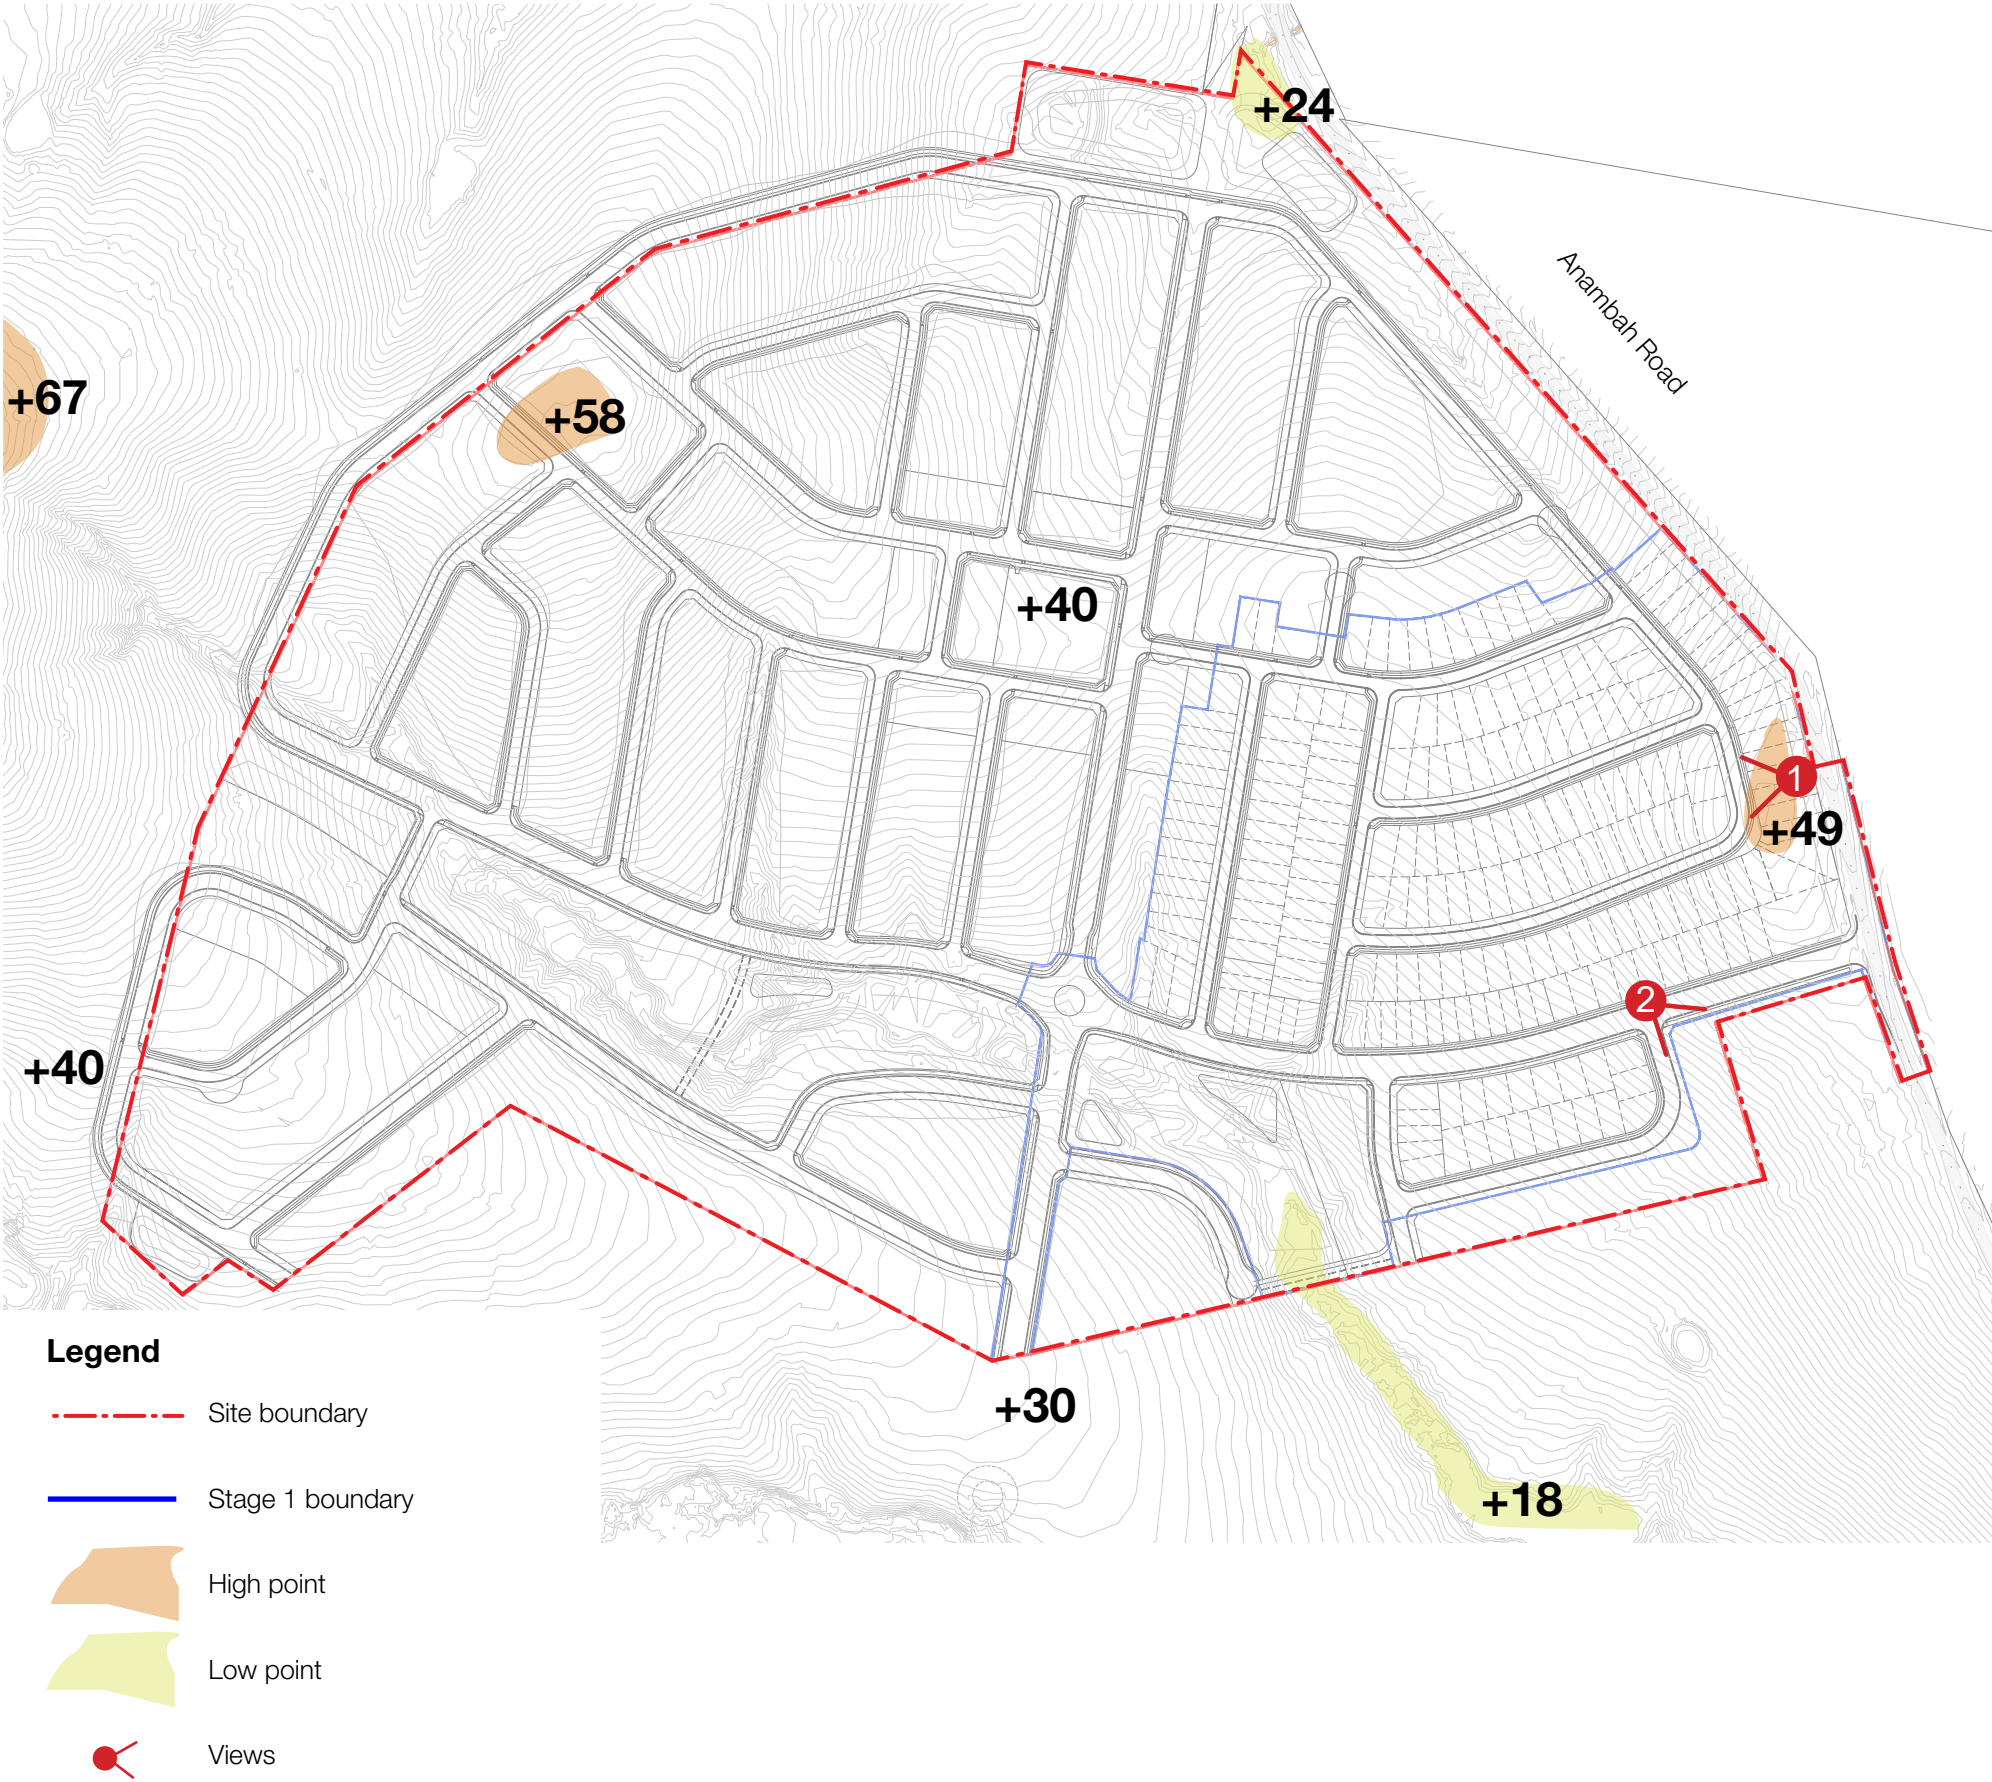 +24
Anambah Road
+67
+58
+40
1
+49
2
+40
+30
+18
Legend
Site boundary
Stage 1 boundary
High point
Low point
Views